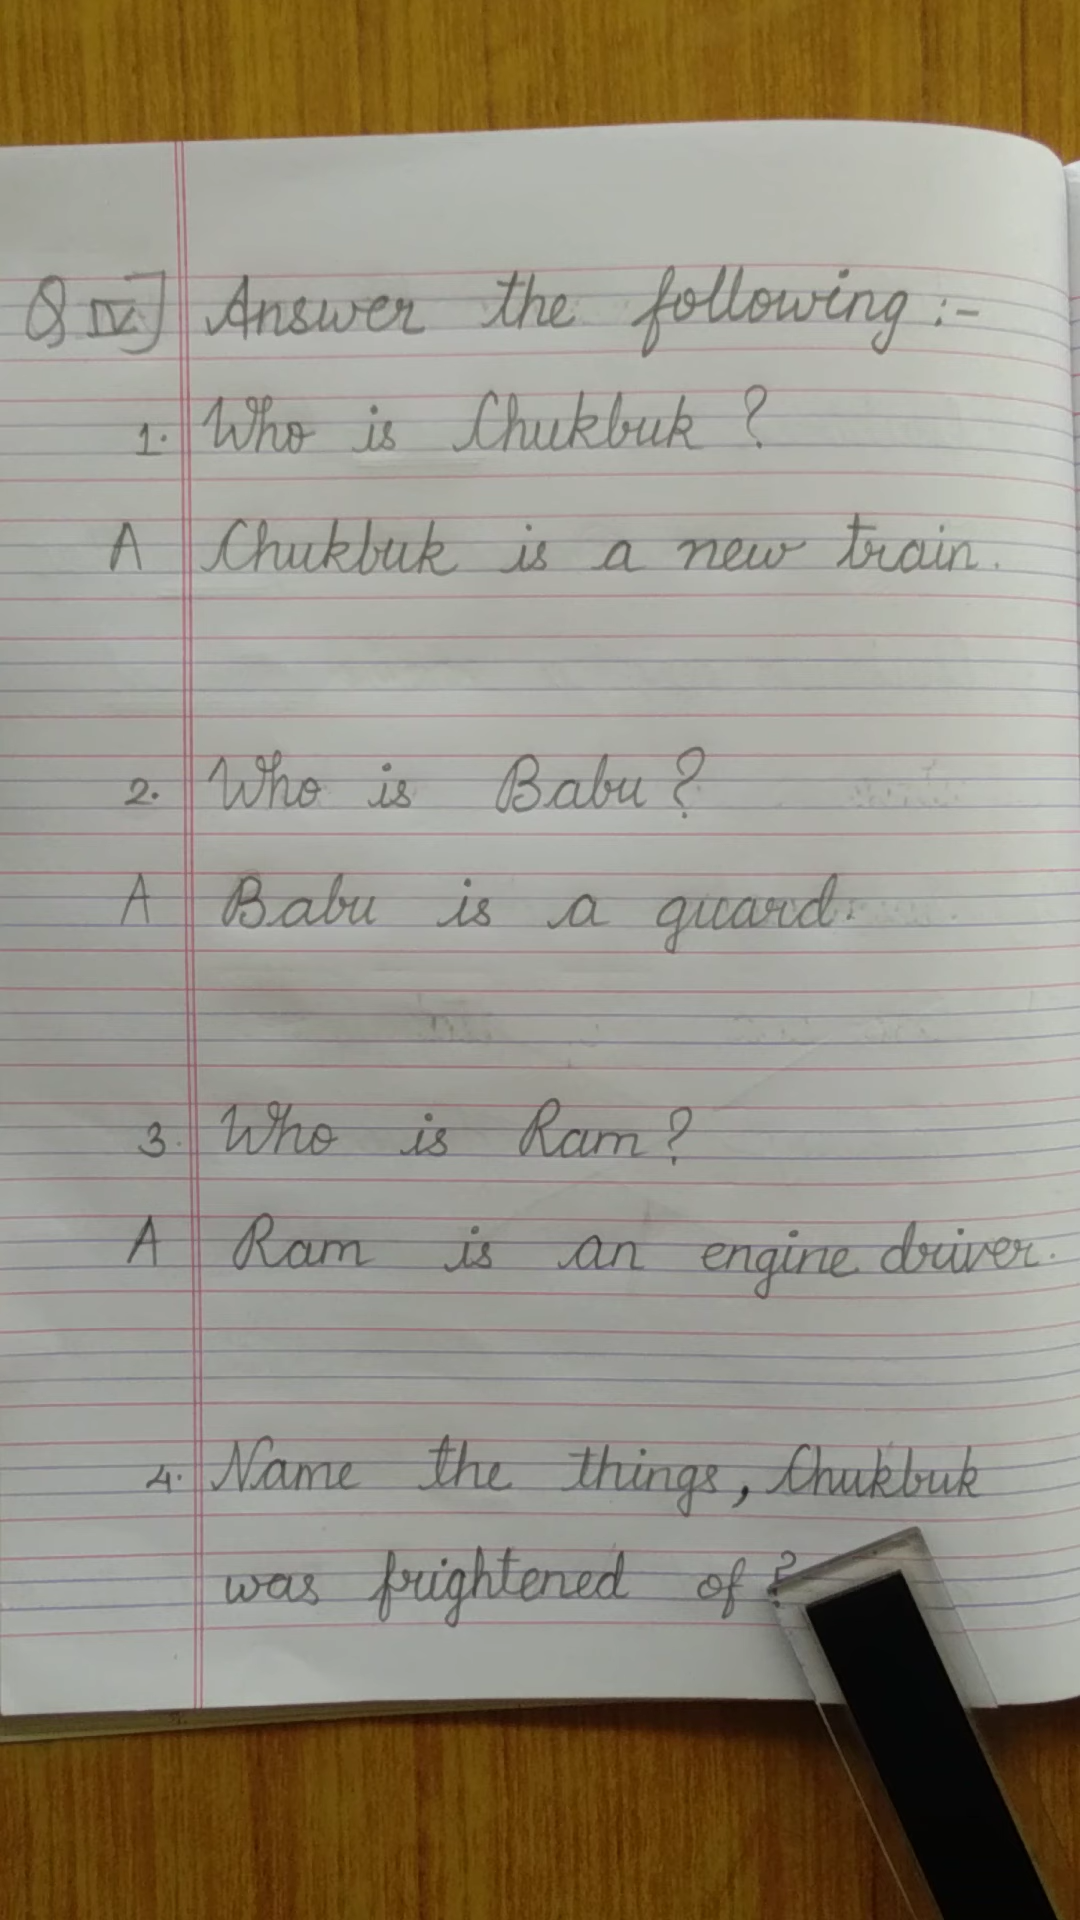 Q IV] Answer the following :-
1. Who is Chukbuk ?
A Chukbuk is a new train.
2. Who is Babu ?
A Babu is a guard.
3. Who is Ram ?
A Ram is an engine driver.
4. Name the things, Chukbuk
was frightened of ?